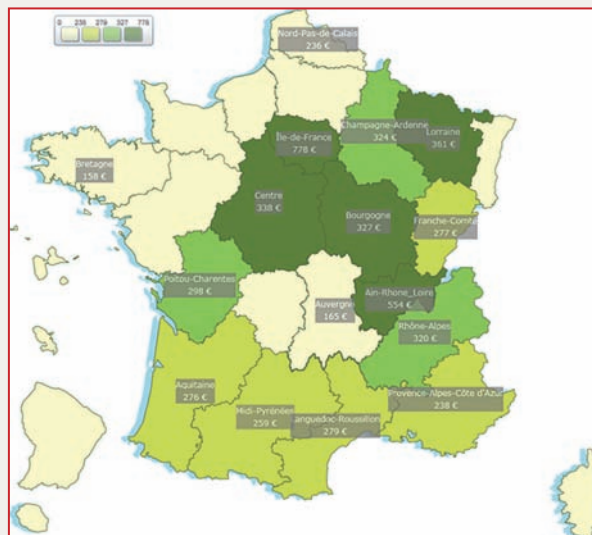 0 236 279 327 778
Nord-Pas-de-Calais
236 €
Champagne-Ardenne
324 €
Lorraine
361 €
Île-de-France
778 €
Bretagne
158 €
Centre
338 €
Bourgogne
327 €
Franche-Comté
277 €
Poitou-Charentes
298 €
Auvergne
165 €
Ain-Rhone_Loire
554 €
Rhône-Alpes
320 €
Aquitaine
276 €
Midi-Pyrénées
259 €
Languedoc-Roussillon
279 €
Provence-Alpes-Côte d'Azur
238 €